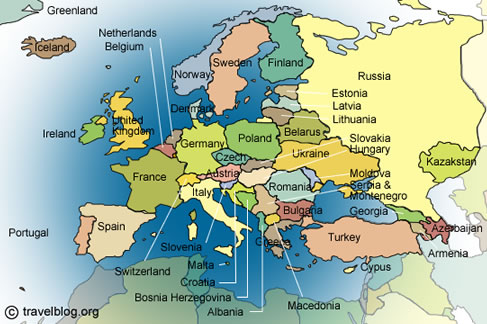 Greenland
Iceland
Netherlands
Belgium
Norway
Sweden
Finland
Russia
Denmark
Estonia
Latvia
Lithuania
Ireland
United
Kingdom
Belarus
Germany
Poland
Slovakia
Hungary
Czech
Ukraine
Kazakstan
France
Austria
Moldova
Romania
Serbia &
Montenegro
Italy
Portugal
Spain
Bulgaria
Georgia
Azerbaijan
Slovenia
Greece
Turkey
Armenia
Switzerland
Malta
Cyprus
Croatia
Bosnia Herzegovina
Albania
Macedonia
© travelblog.org